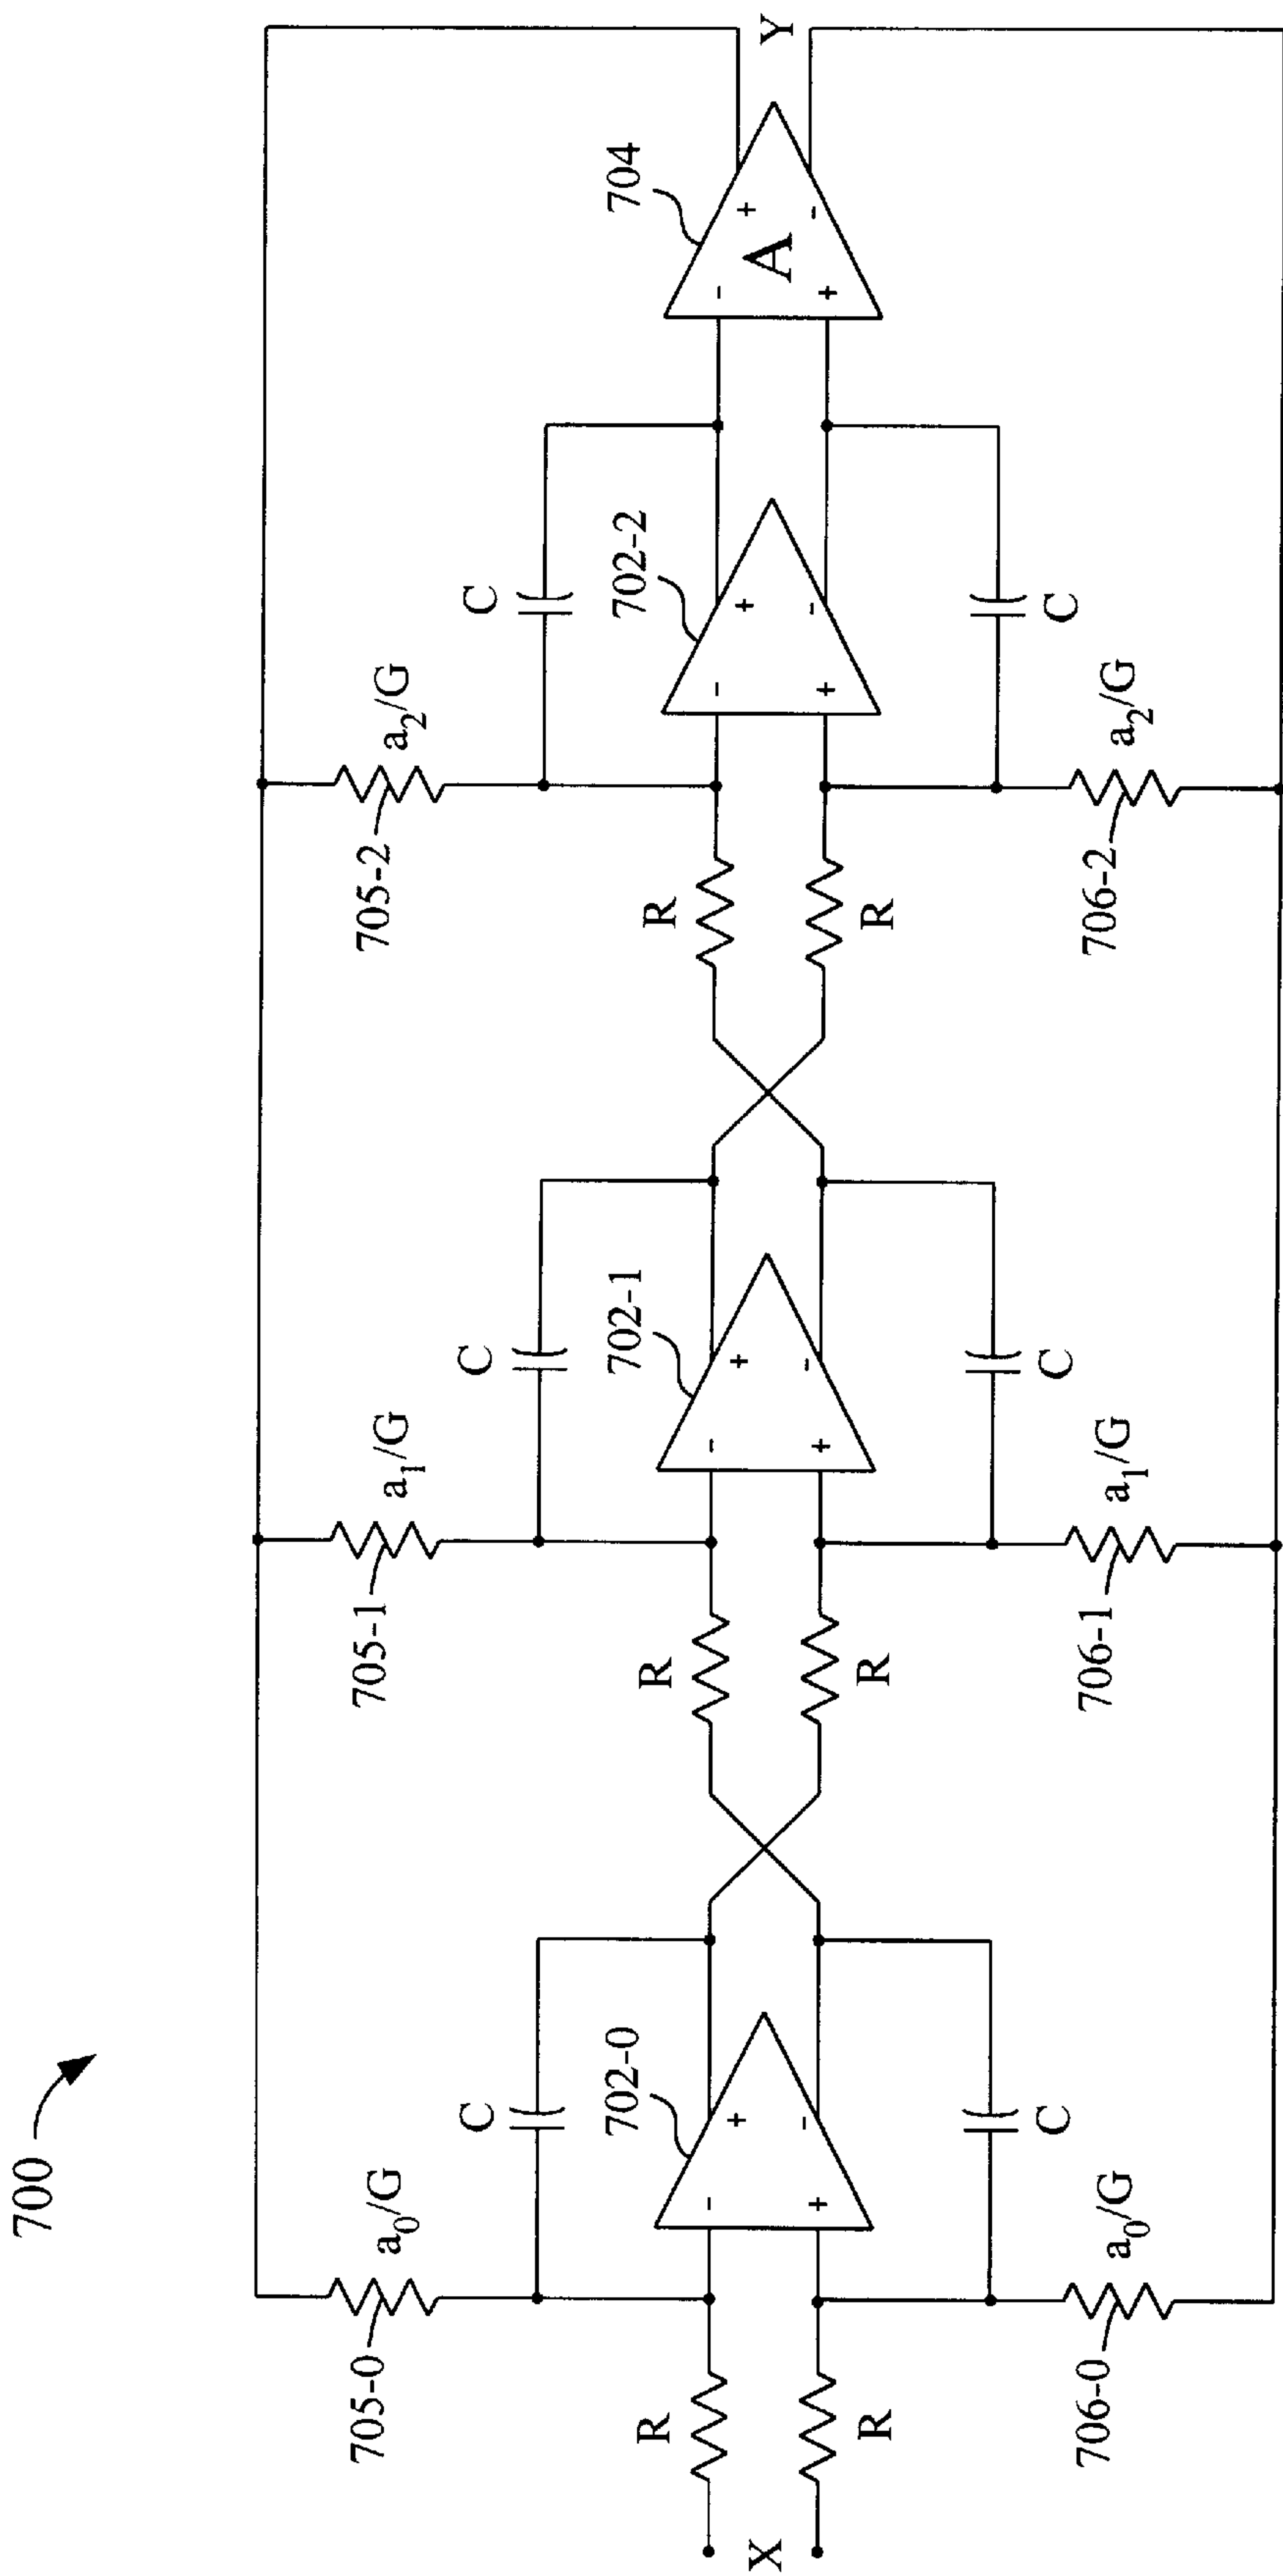 700
705-0
a0/G
C
702-0
R
R
X
706-0
a0/G
C
-
+
+
-
705-1
a1/G
C
702-1
R
R
706-1
a1/G
C
-
+
+
-
705-2
a2/G
C
702-2
R
R
706-2
a2/G
C
-
+
+
-
704
A
-
+
+
-
Y